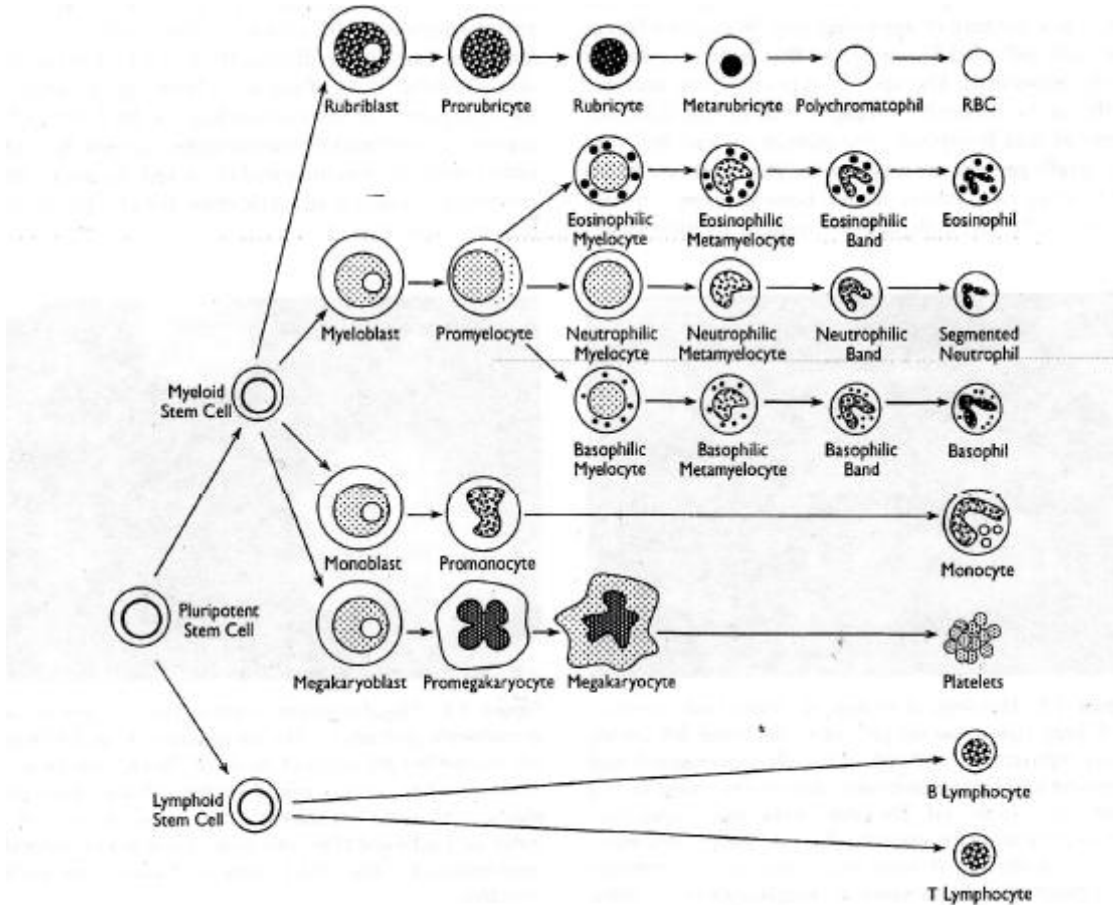 Rubriblast
Prorubricyte
Rubricyte
Metarubricyte
Polychromatophil
RBC
Eosinophilic
Myelocyte
Eosinophilic
Metamyelocyte
Eosinophilic
Band
Eosinophil
Myeloblast
Promyelocyte
Neutrophilic
Myelocyte
Neutrophilic
Metamyelocyte
Neutrophilic
Band
Segmented
Neutrophil
Myeloid
Stem Cell
Basophilic
Myelocyte
Basophilic
Metamyelocyte
Basophilic
Band
Basophil
Monoblast
Promonocyte
Monocyte
Pluripotent
Stem Cell
Megakaryoblast
Promegakaryocyte
Megakaryocyte
Platelets
Lymphoid
Stem Cell
B Lymphocyte
T Lymphocyte